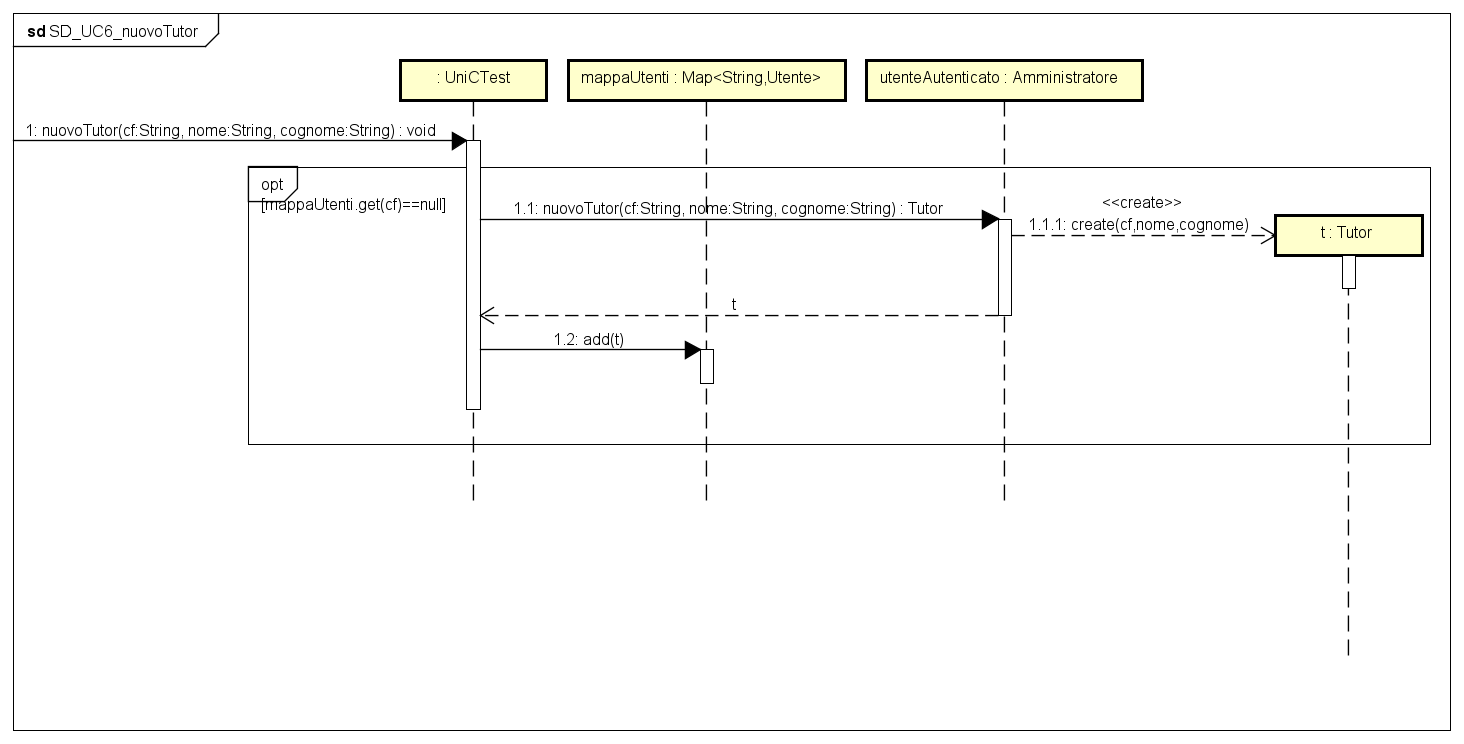 sd SD_UC6_nuovoTutor
: UniCTest
mappaUtenti : Map<String,Utente>
utenteAutenticato : Amministratore
1: nuovoTutor(cf:String, nome:String, cognome:String) : void
opt
[mappaUtenti.get(cf)==null]
1.1: nuovoTutor(cf:String, nome:String, cognome:String) : Tutor
<<create>>
1.1.1: create(cf,nome,cognome)
t : Tutor
t
1.2: add(t)